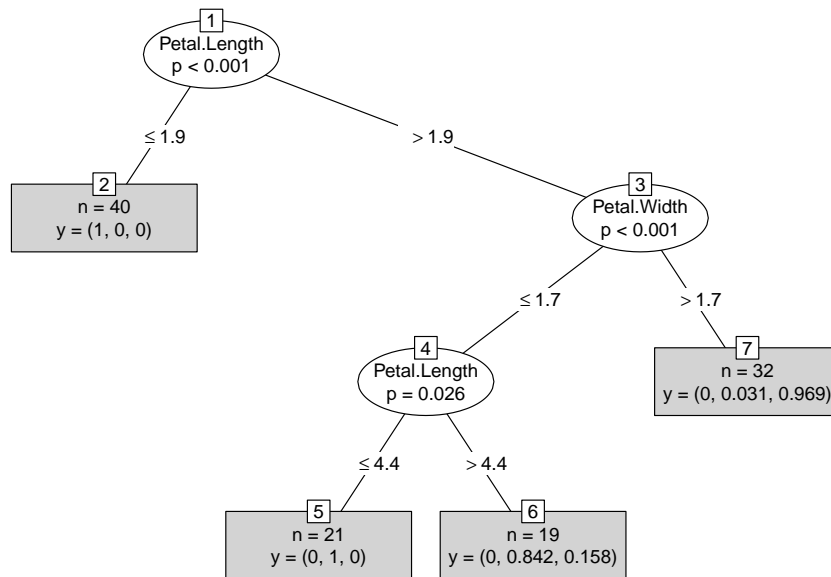 1
Petal.Length
p < 0.001
≤ 1.9
> 1.9
2
n = 40
y = (1, 0, 0)
3
Petal.Width
p < 0.001
≤ 1.7
> 1.7
4
Petal.Length
p = 0.026
7
n = 32
y = (0, 0.031, 0.969)
≤ 4.4
> 4.4
5
n = 21
y = (0, 1, 0)
6
n = 19
y = (0, 0.842, 0.158)